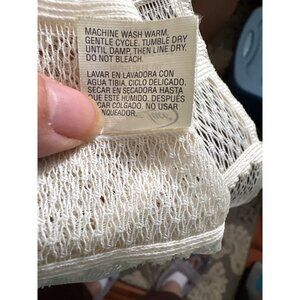 MACHINE WASH WARM,
GENTLE CYCLE. TUMBLE DRY
UNTIL DAMP, THEN LINE DRY.
DO NOT BLEACH.
LAVAR EN LAVADORA CON
AGUA TIBIA, CICLO DELICADO.
SECAR EN SECADORA HASTA
QUE ESTÉ HUMIDO, DESPUÉS
SECAR COLGADO. NO USAR
BLANQUEADOR.